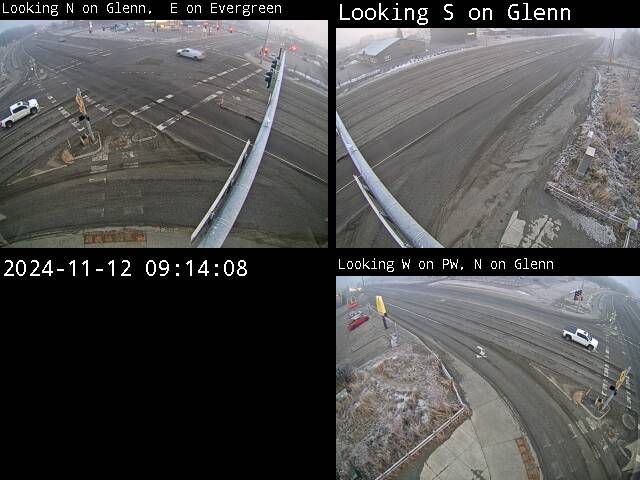 Looking N on Glenn, E on Evergreen
Looking S on Glenn
2024-11-12 09:14:08
Looking W on PW, N on Glenn